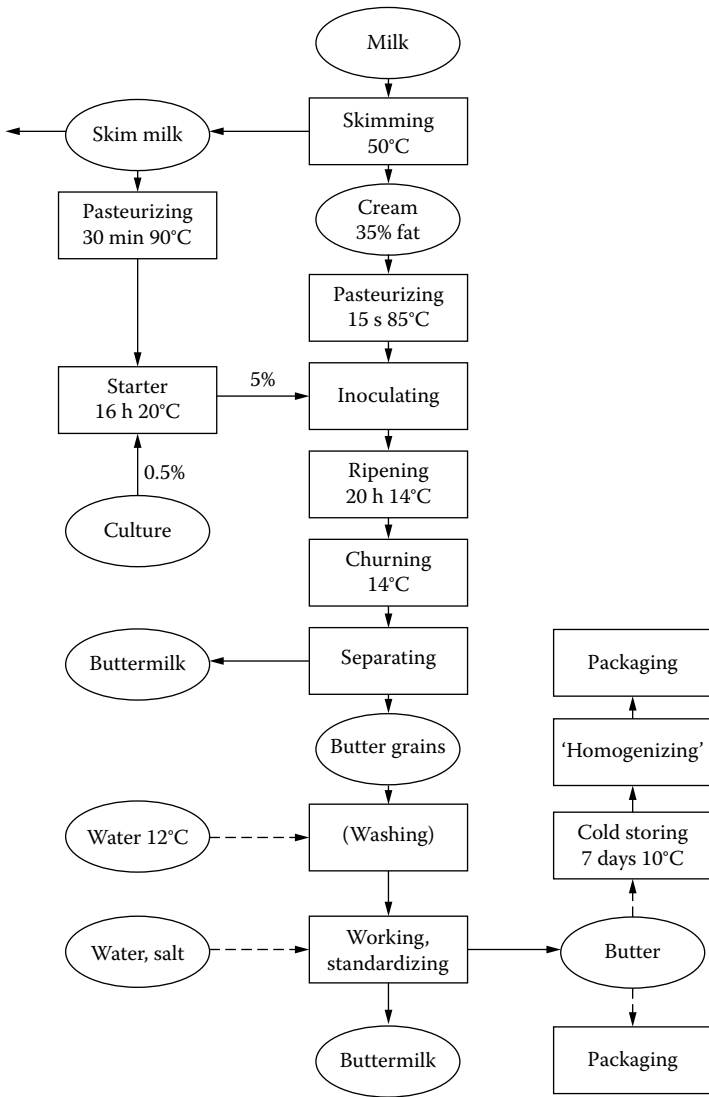 Milk
Skimming
50°C
Skim milk
Pasteurizing
30 min 90°C
Cream
35% fat
Pasteurizing
15 s 85°C
Starter
16 h 20°C
5%
Inoculating
0.5%
Culture
Ripening
20 h 14°C
Churning
14°C
Separating
Buttermilk
Butter grains
Water 12°C
(Washing)
Water, salt
Working,
standardizing
Buttermilk
Packaging
‘Homogenizing’
Cold storing
7 days 10°C
Butter
Packaging